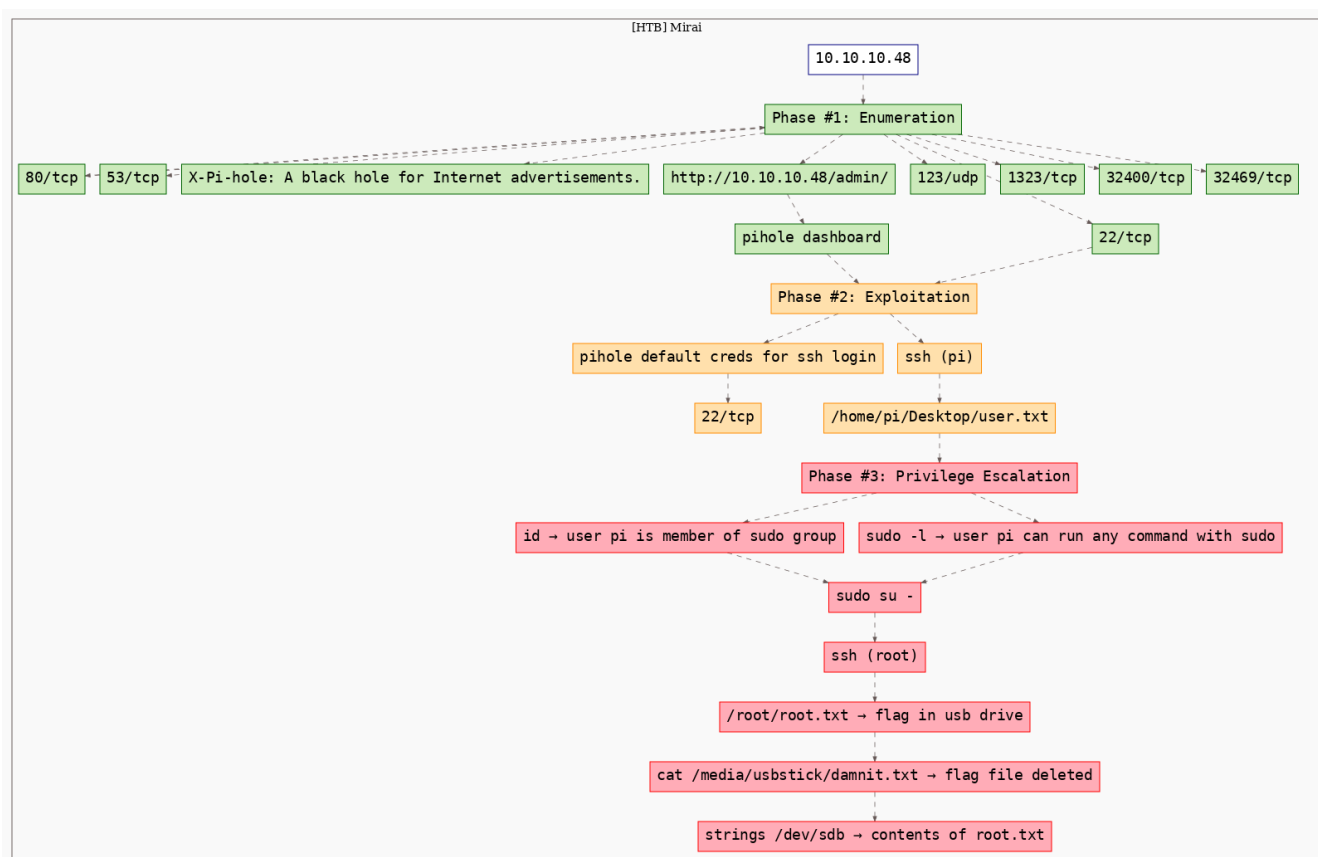 [HTB] Mirai
10.10.10.48
Phase #1: Enumeration
80/tcp
53/tcp
X-Pi-hole: A black hole for Internet advertisements.
http://10.10.10.48/admin/
123/udp
1323/tcp
32400/tcp
32469/tcp
pihole dashboard
22/tcp
Phase #2: Exploitation
pihole default creds for ssh login
ssh (pi)
22/tcp
/home/pi/Desktop/user.txt
Phase #3: Privilege Escalation
id → user pi is member of sudo group
sudo -l → user pi can run any command with sudo
sudo su -
ssh (root)
/root/root.txt → flag in usb drive
cat /media/usbstick/damnit.txt → flag file deleted
strings /dev/sdb → contents of root.txt